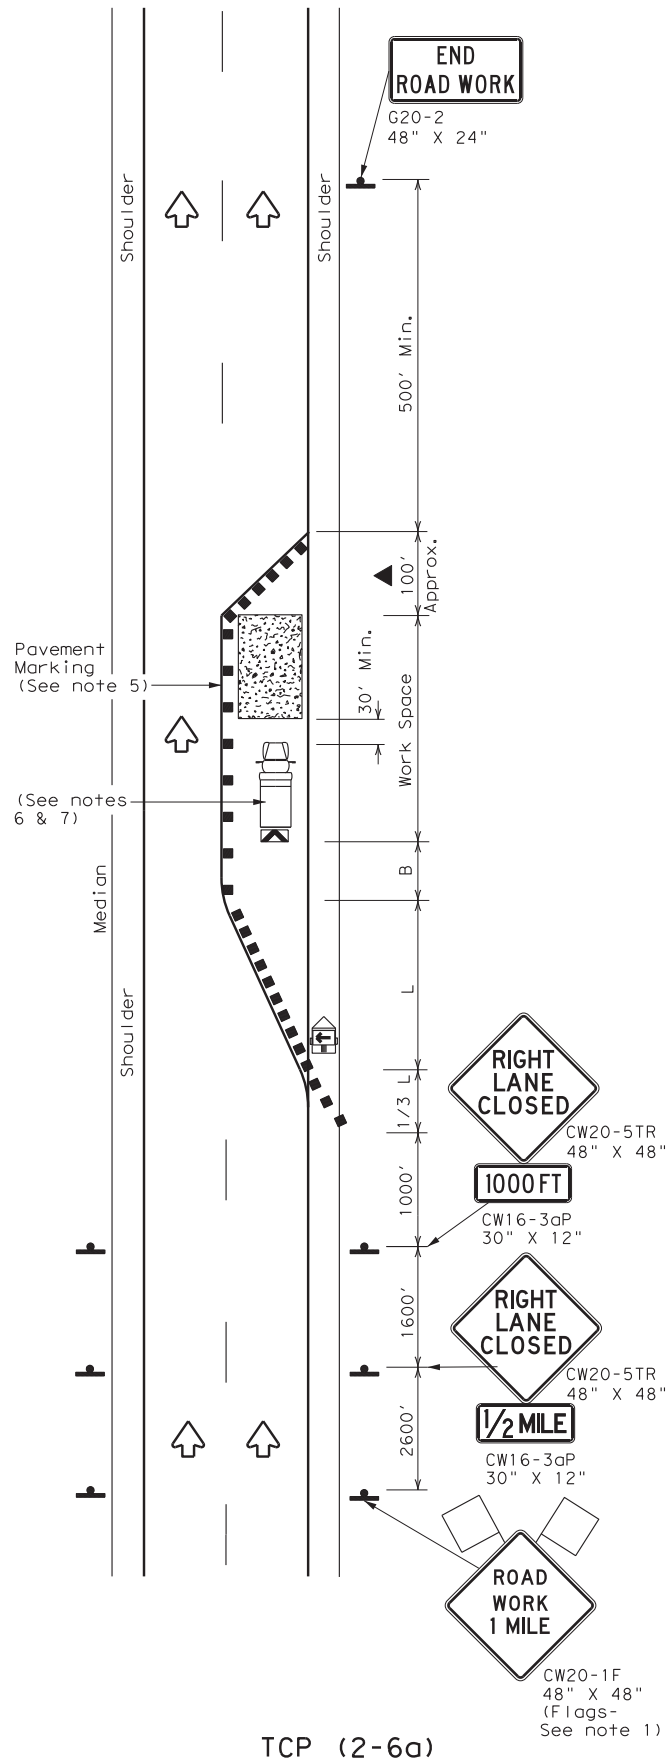 END
ROAD WORK
G20-2
48" X 24"
Shoulder
Shoulder
500' Min.
100'
Approx.
Pavement
Marking
(See note 5)
30' Min.
Work Space
(See notes
6 & 7)
B
Median
L
Shoulder
RIGHT
LANE
CLOSED
1/3 L
CW20-5TR
48" X 48"
1000 FT
1000'
CW16-3aP
30" X 12"
RIGHT
LANE
CLOSED
1600'
CW20-5TR
48" X 48"
1/2 MILE
2600'
CW16-3aP
30" X 12"
ROAD
WORK
1 MILE
CW20-1F
48" X 48"
(Flags-
See note 1)
TCP (2-6a)